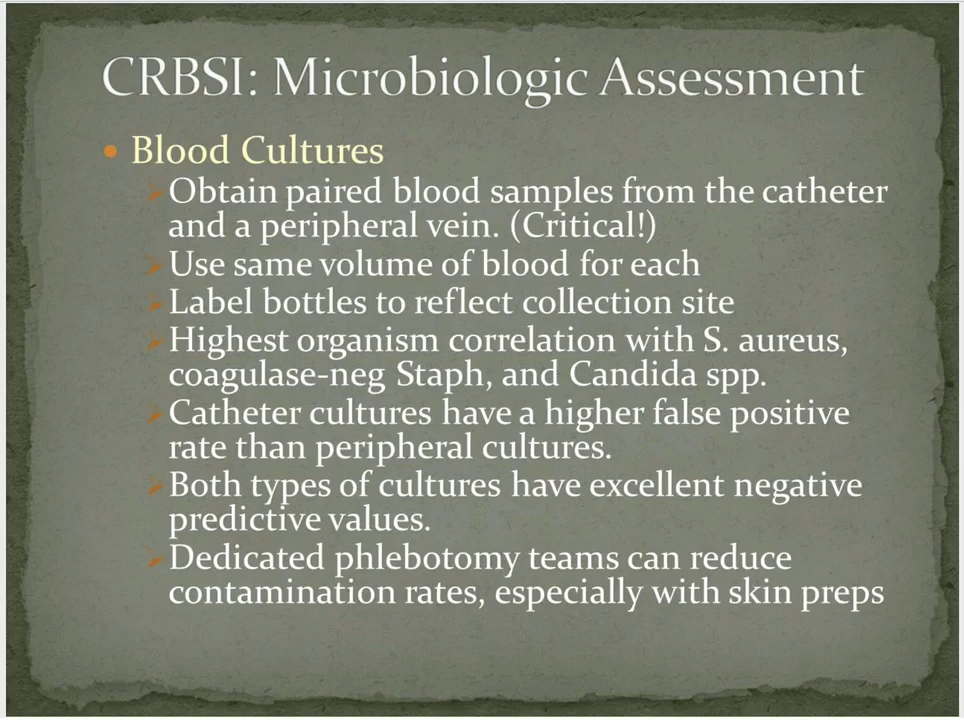 CRBSI: Microbiologic Assessment
Blood Cultures
Obtain paired blood samples from the catheter
and a peripheral vein. (Critical!)
Use same volume of blood for each
Label bottles to reflect collection site
Highest organism correlation with S. aureus,
coagulase-neg Staph, and Candida spp.
Catheter cultures have a higher false positive
rate than peripheral cultures.
Both types of cultures have excellent negative
predictive values.
Dedicated phlebotomy teams can reduce
contamination rates, especially with skin preps